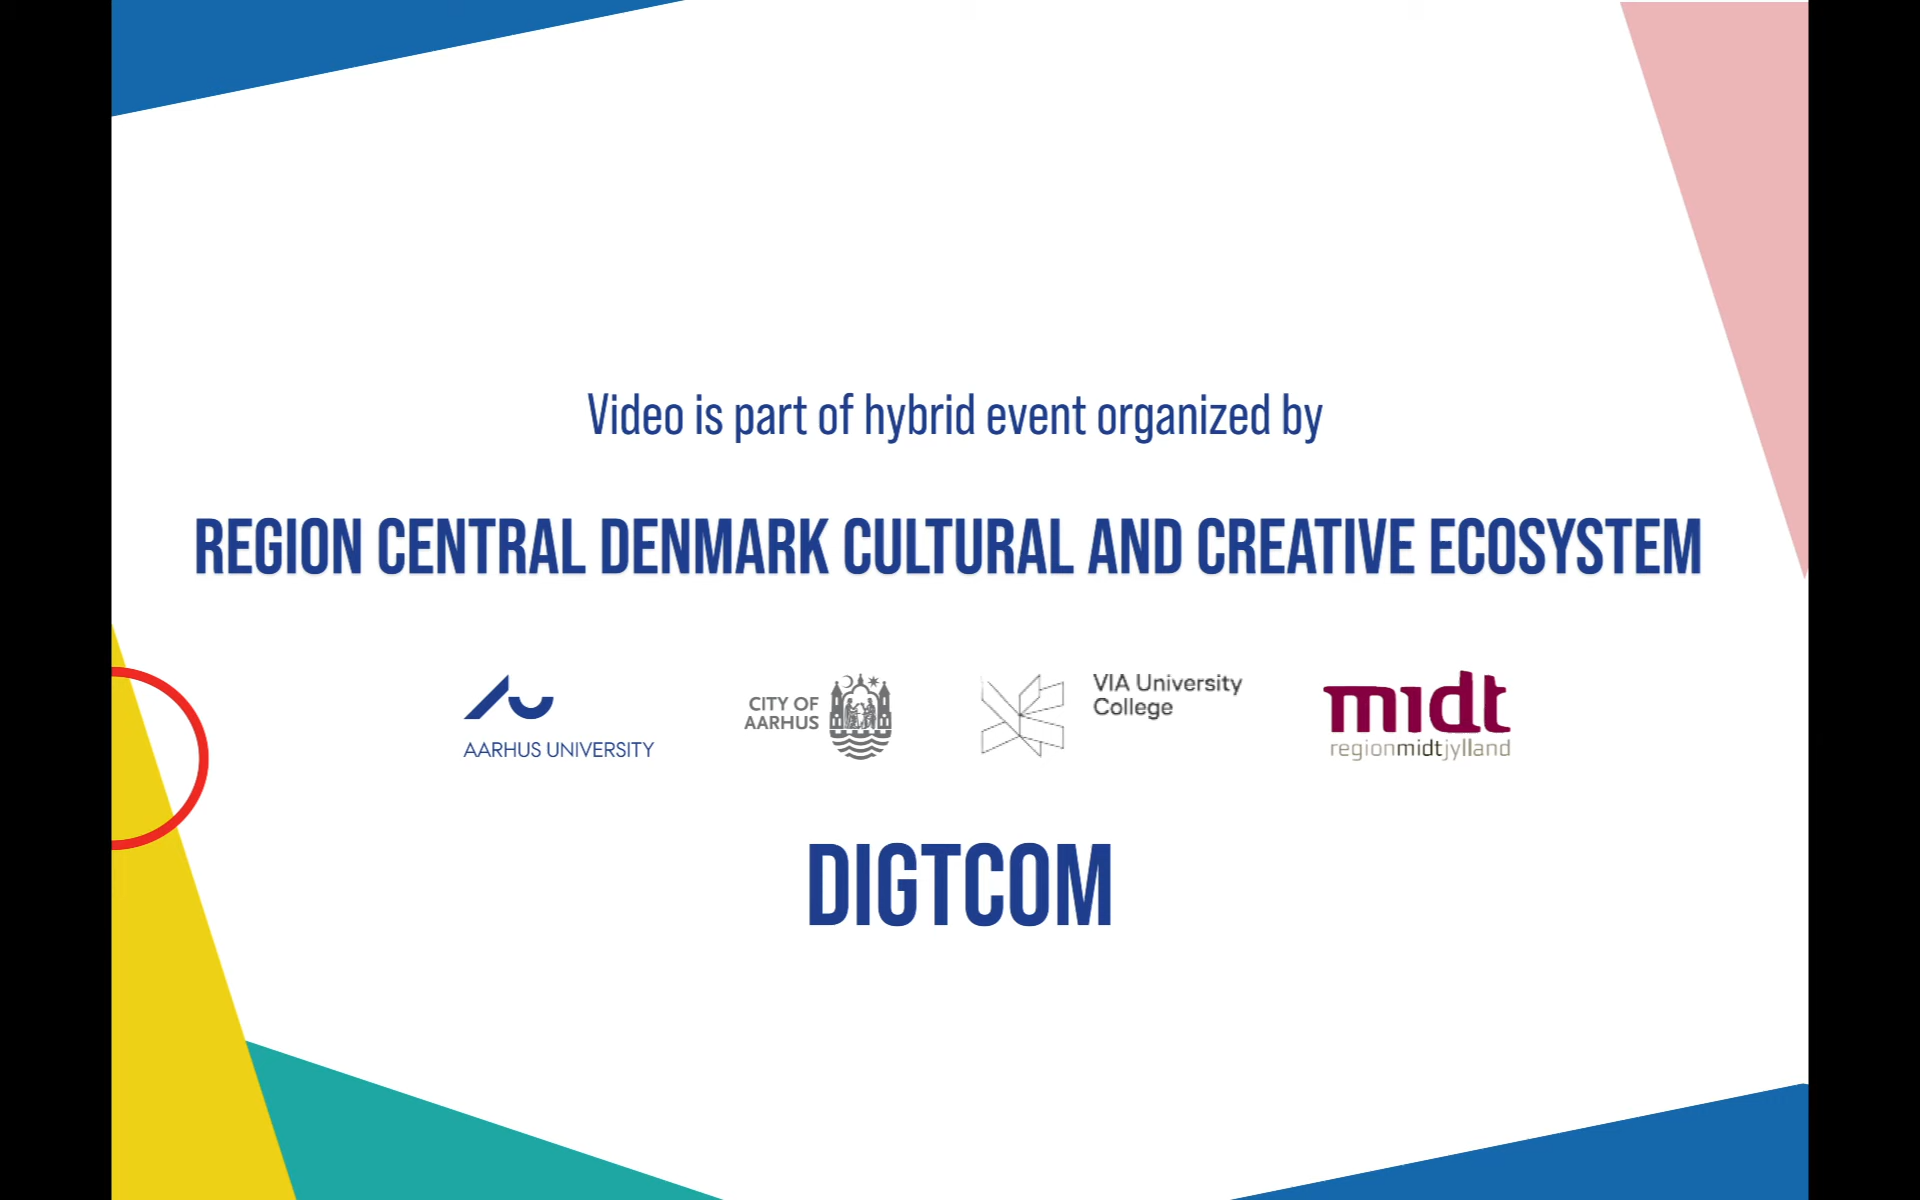 Video is part of hybrid event organized by
REGION CENTRAL DENMARK CULTURAL AND CREATIVE ECOSYSTEM
AARHUS UNIVERSITY
CITY OF
AARHUS
VIA University
College
midt
regionmidtjylland
DIGTCOM